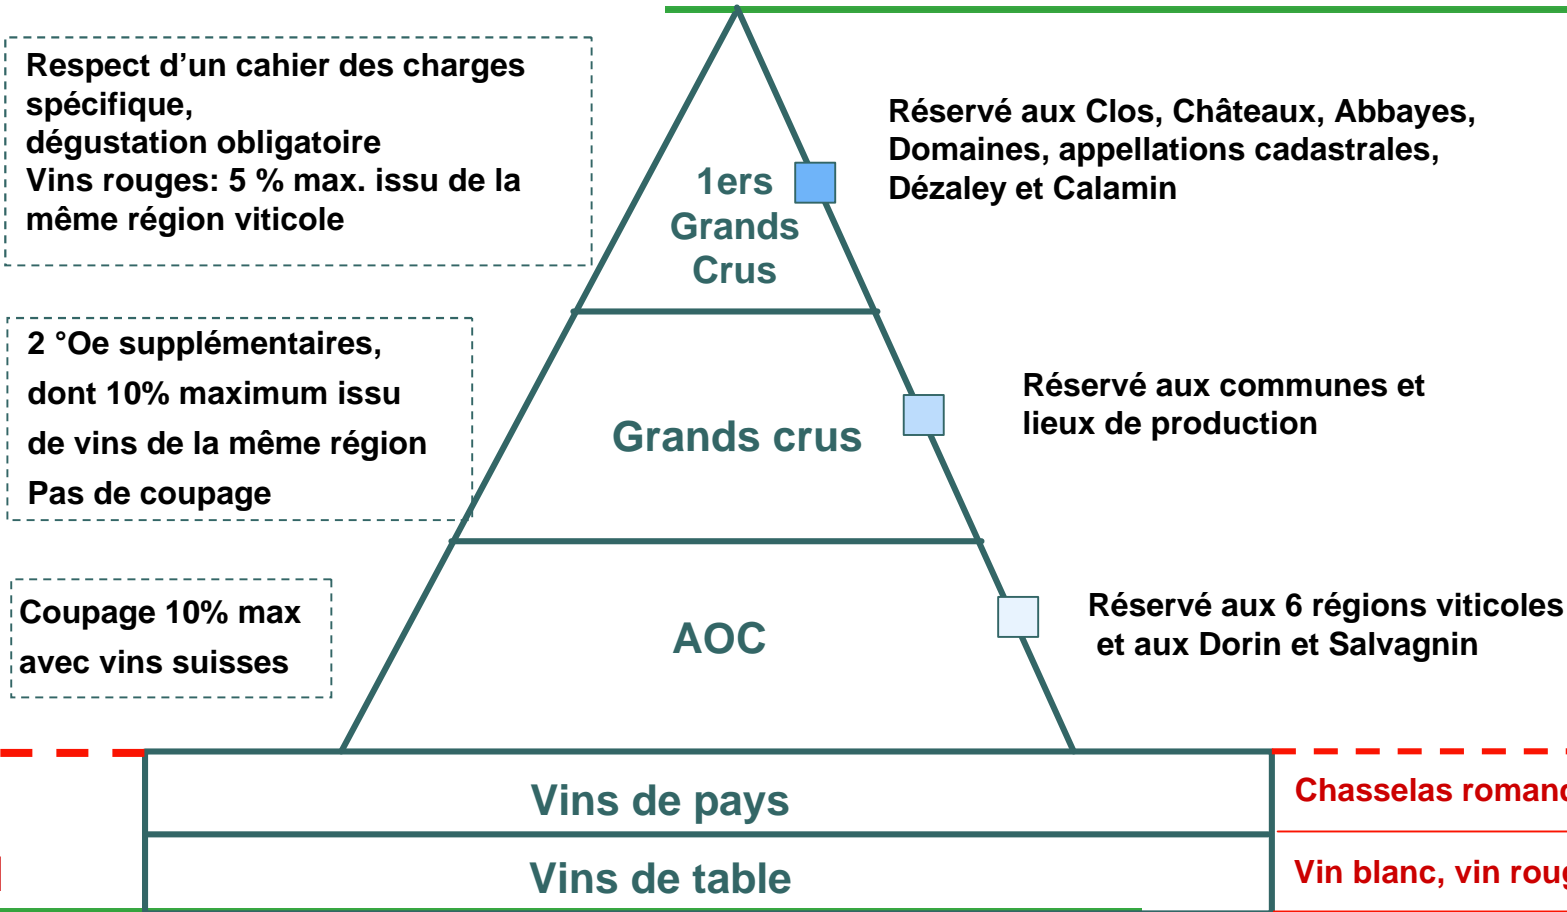 Respect d’un cahier des charges
spécifique,
dégustation obligatoire
Vins rouges: 5 % max. issu de la
même région viticole
1ers
Grands
Crus
Réservé aux Clos, Châteaux, Abbayes,
Domaines, appellations cadastrales,
Dézaley et Calamin
2 °Oe supplémentaires,
dont 10% maximum issu
de vins de la même région
Pas de coupage
Grands crus
Réservé aux communes et
lieux de production
Coupage 10% max
avec vins suisses
AOC
Réservé aux 6 régions viticoles
et aux Dorin et Salvagnin
Vins de pays
Chasselas
Vins de table
Vin blanc, vin